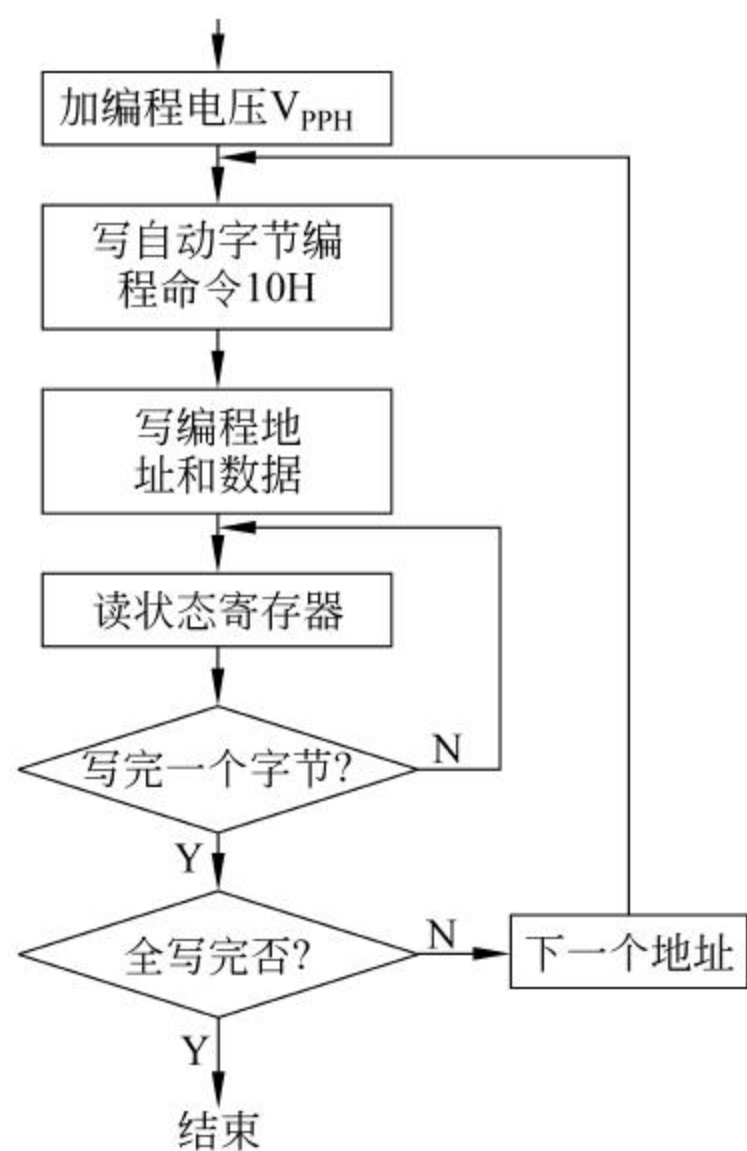 加编程电压VPPH
写自动字节编
程命令10H
写编程地
址和数据
读状态寄存器
写完一个字节?
N
Y
全写完否?
N
下一个地址
Y
结束